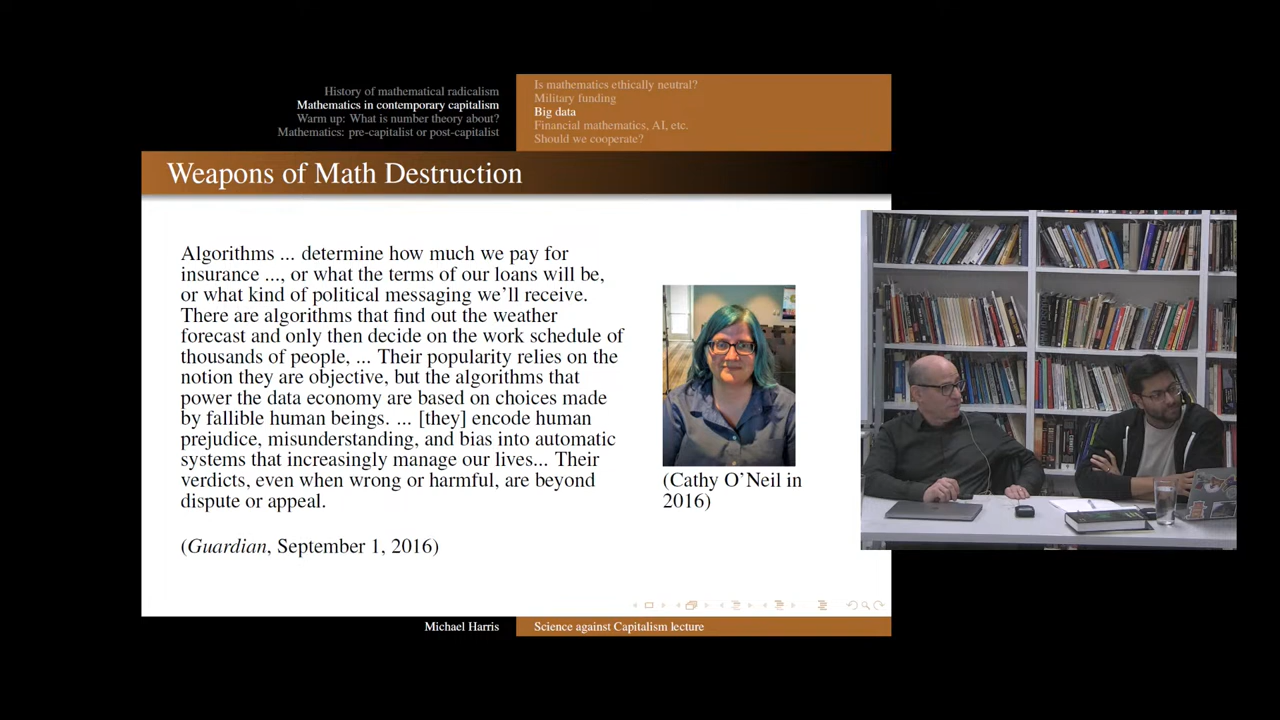 History of mathematical radicalism
Mathematics in contemporary capitalism
Warm up: What is number theory about?
Mathematics: pre-capitalist or post-capitalist
Is mathematics ethically neutral?
Military funding
Big data
Financial mathematics, AI, etc.
Should we cooperate?
Weapons of Math Destruction
Algorithms ... determine how much we pay for
insurance ..., or what the terms of our loans will be,
or what kind of political messaging we’ll receive.
There are algorithms that find out the weather
forecast and only then decide on the work schedule of
thousands of people, ... Their popularity relies on the
notion they are objective, but the algorithms that
power the data economy are based on choices made
by fallible human beings. ... [they] encode human
prejudice, misunderstanding, and bias into automatic
systems that increasingly manage our lives... Their
verdicts, even when wrong or harmful, are beyond
dispute or appeal.
(Guardian, September 1, 2016)
(Cathy O’Neil in
2016)
Michael Harris
Science against Capitalism lecture